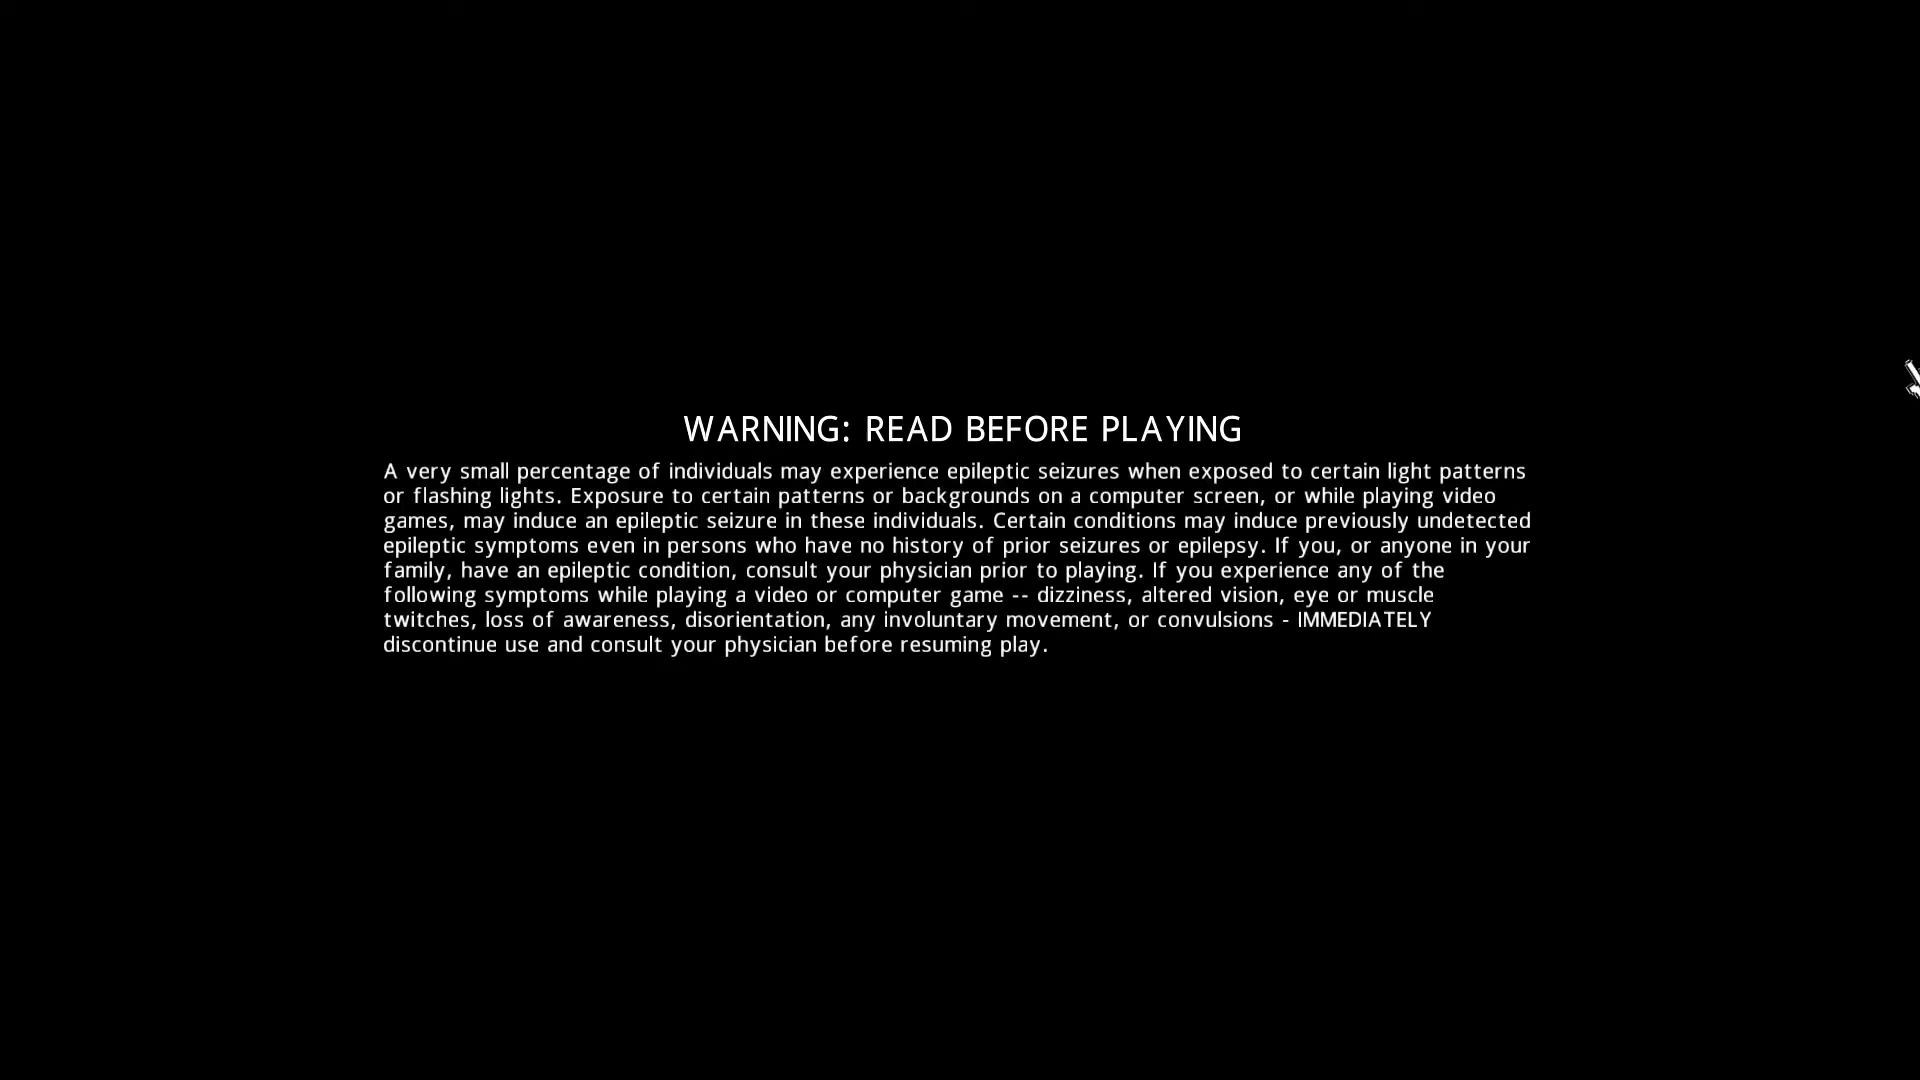 WARNING: READ BEFORE PLAYING
A very small percentage of individuals may experience epileptic seizures when exposed to certain light patterns
or flashing lights. Exposure to certain patterns or backgrounds on a computer screen, or while playing video
games, may induce an epileptic seizure in these individuals. Certain conditions may induce previously undetected
epileptic symptoms even in persons who have no history of prior seizures or epilepsy. If you, or anyone in your
family, have an epileptic condition, consult your physician prior to playing. If you experience any of the
following symptoms while playing a video or computer game -- dizziness, altered vision, eye or muscle
twitches, loss of awareness, disorientation, any involuntary movement, or convulsions - IMMEDIATELY
discontinue use and consult your physician before resuming play.